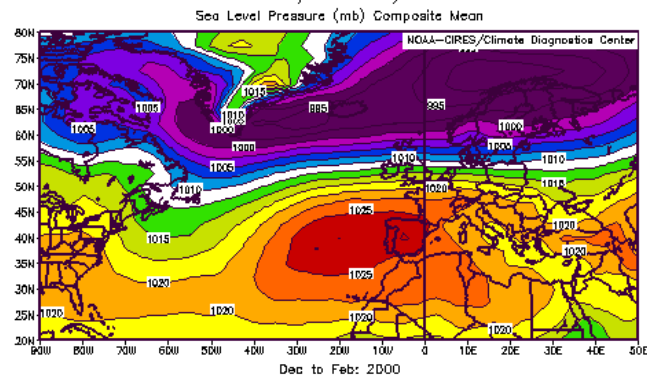 Sea Level Pressure (mb) Composite Mean
80N
NOAA-CIRES/Climate Diagnostics Center
75N
1015
70N
1005
995
995
65N
1010
1000
60N
1005
1000
1000
1005
1005
1010
1010
55N
1010
50N
1020
1015
45N
1025
1015
1020
40N
1020
35N
1025
30N
1020
1020
25N
1020
1020
1020
20N
90W 80W 70W 60W 50W 40W 30W 20W 10W 0 10E 20E 30E 40E 50E
Dec to Feb: 2000